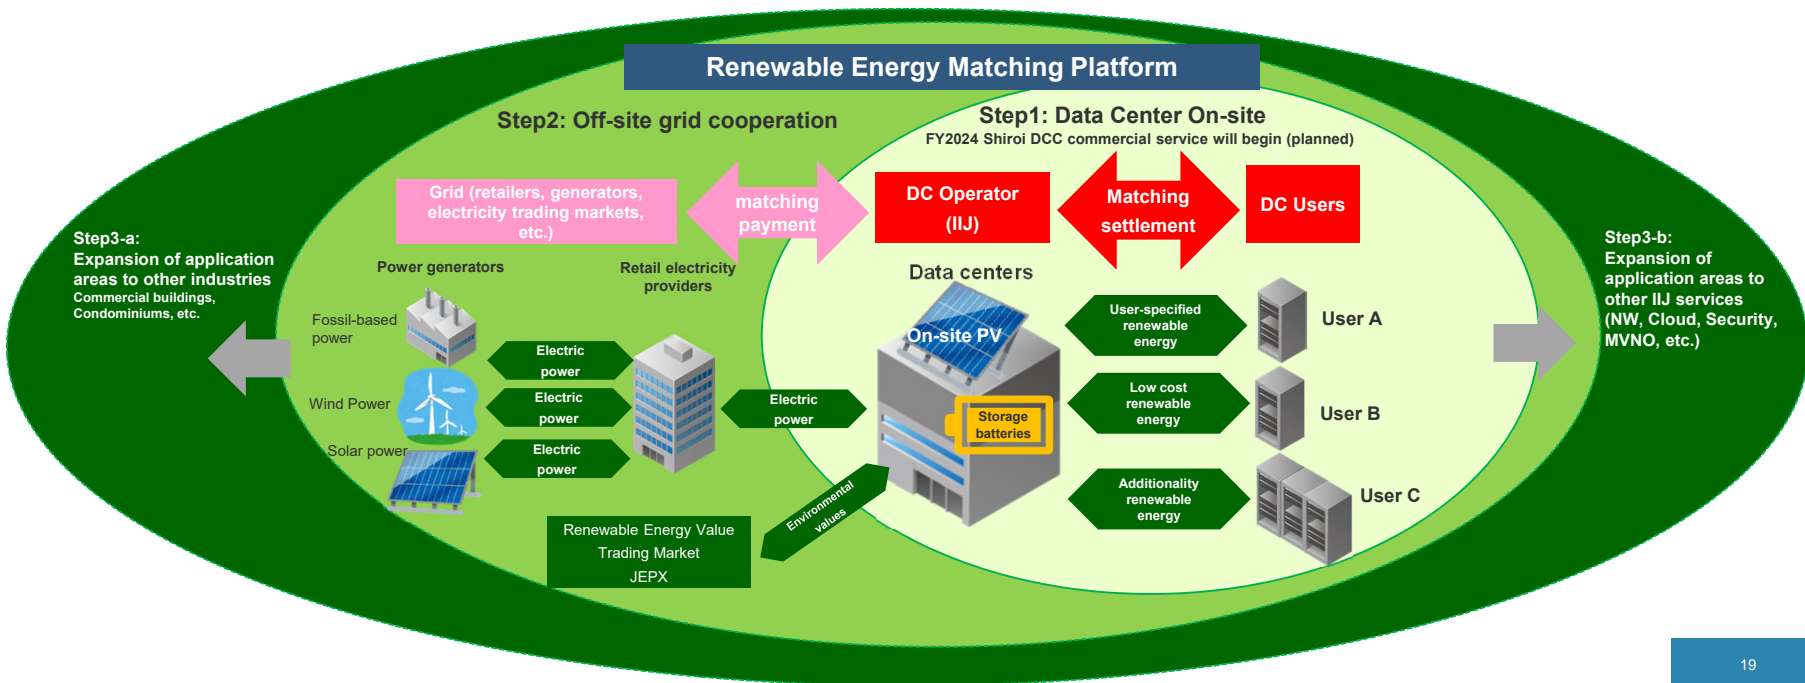 Renewable Energy Matching Platform
Step2: Off-site grid cooperation
Step1: Data Center On-site
FY2024 Shiroi DCC commercial service will begin (planned)
Grid (retailers, generators,
electricity trading markets,
etc.)
matching
payment
DC Operator
(IIJ)
Matching
settlement
DC Users
Step3-a:
Expansion of application
areas to other industries
Commercial buildings,
Condominiums, etc.
Step3-b:
Expansion of
application areas to
other IIJ services
(NW, Cloud, Security,
MVNO, etc.)
Power generators
Retail electricity
providers
Data centers
Fossil-based
power
Wind Power
Solar power
Electric
power
Electric
power
Electric
power
Electric
power
On-site PV
Storage
batteries
User-specified
renewable
energy
User A
Low cost
renewable
energy
User B
Additionality
renewable
energy
User C
Environmental
values
Renewable Energy Value
Trading Market
JEPX
19